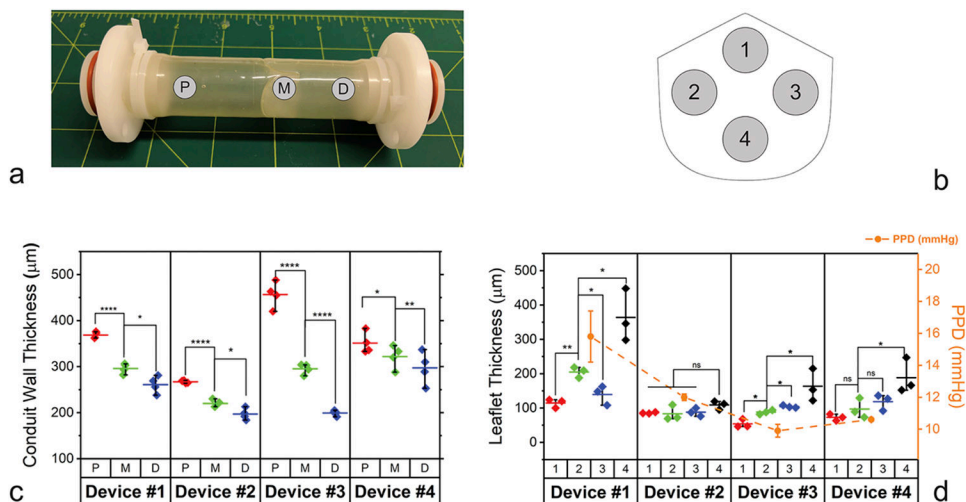 P M D
a
1
2 3
4
b
Conduit Wall Thickness (μm)
500
400
300
200
100
**** *
**** *
**** ****
* **
P M D P M D P M D P M D
Device #1 Device #2 Device #3 Device #4
c
PPD (mmHg)
Leaflet Thickness (μm)
500
400
300
200
100
0
** * *
ns
* * *
ns ns *
20
18
16
14
12
10
PPD (mmHg)
1 2 3 4 1 2 3 4 1 2 3 4 1 2 3 4
Device #1 Device #2 Device #3 Device #4
d